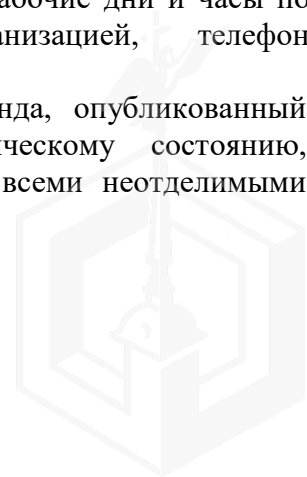 абочие дни и часы по
анизацией, телефон
нда, опубликованный
ческому состоянию,
всеми неотделимыми